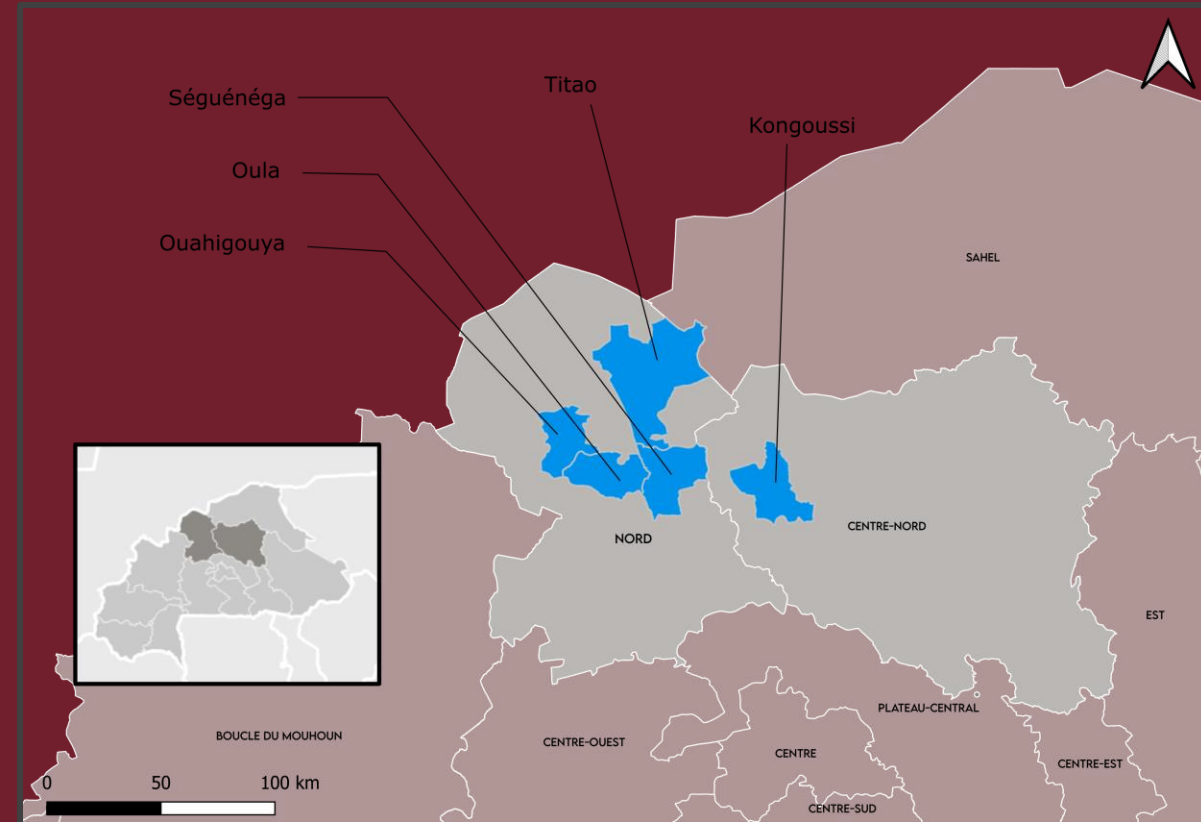 Titao
Séguénéga
Kongoussi
Oula
Ouahigouya
SAHEL
CENTRE-NORD
NORD
EST
PLATEAU-CENTRAL
BOUCLE DU MOUHOUN
CENTRE-OUEST
CENTRE
CENTRE-EST
0 50 100 km
CENTRE-SUD